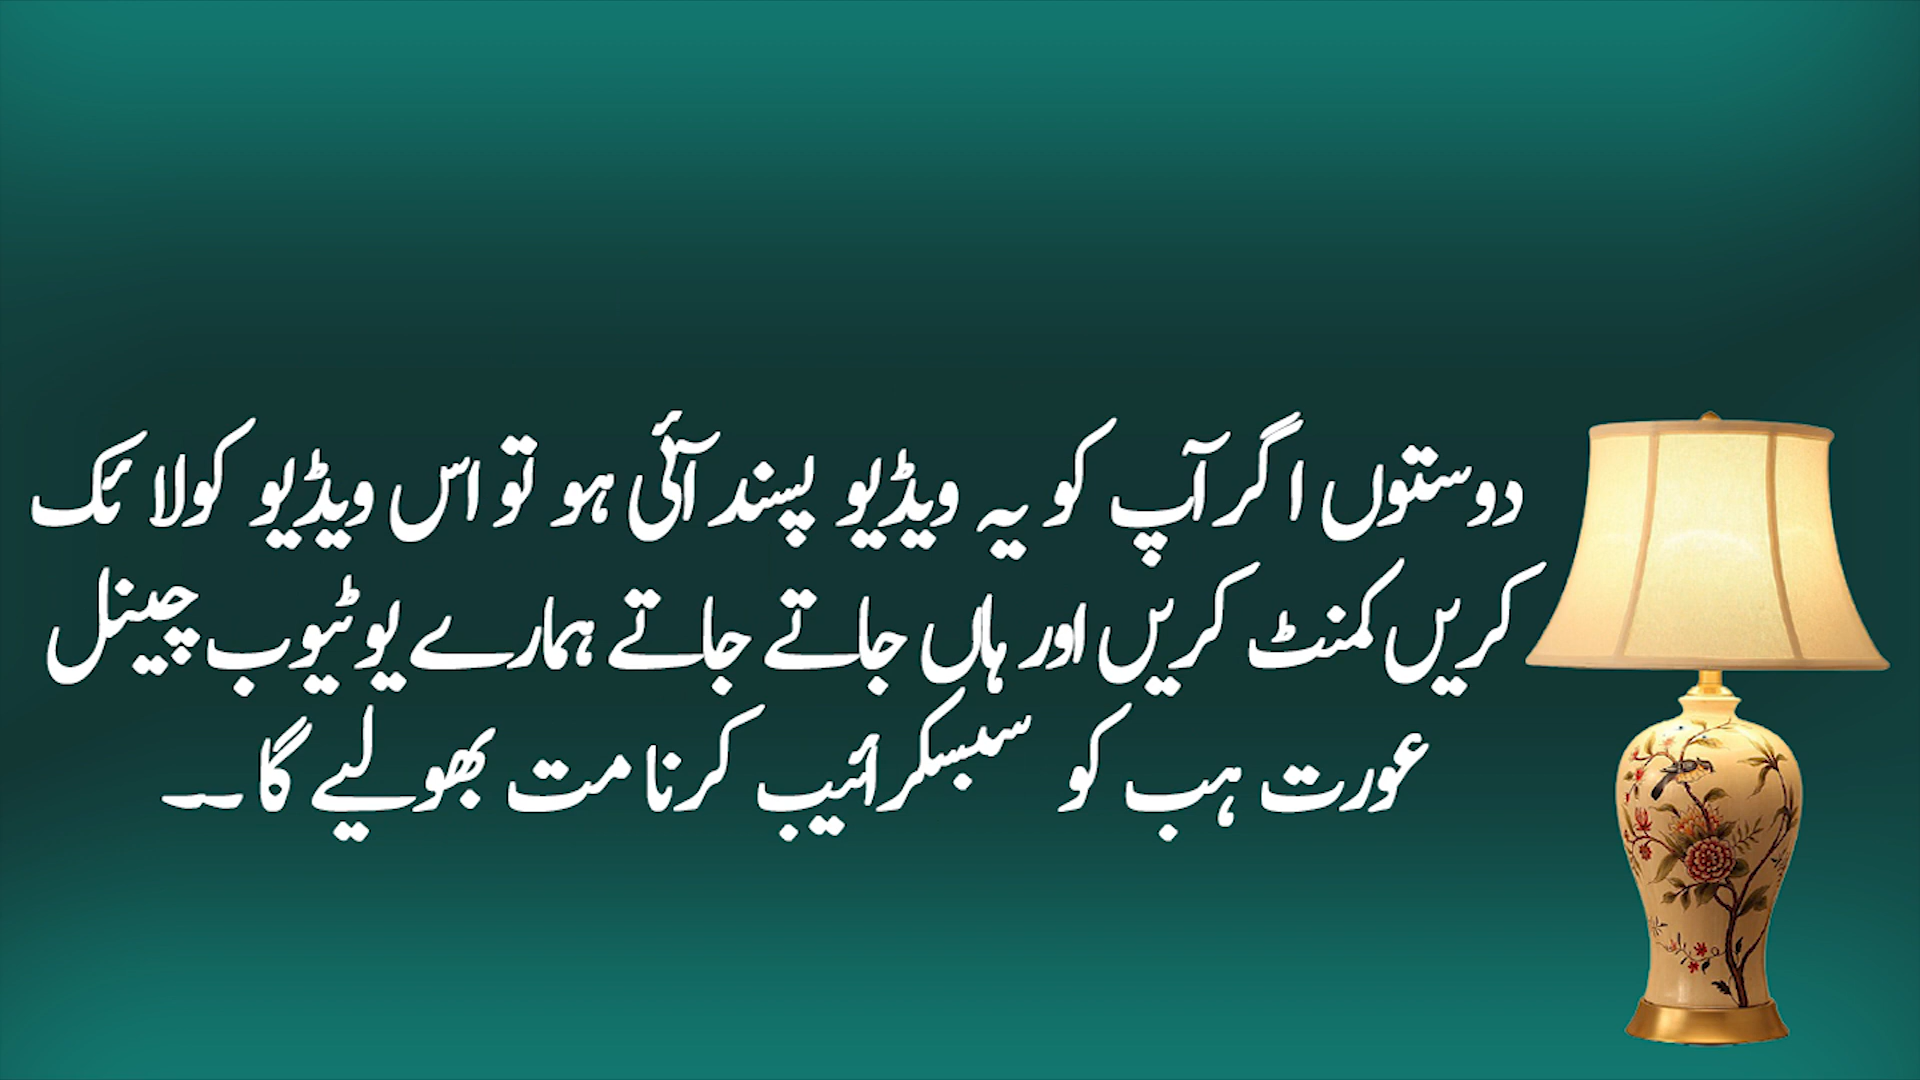 دوستوں اگر آپ کو یہ ویڈیو پسند آئی ہو تو اس ویڈیو کو لائک
کریں کمنٹ کریں اور ہاں جاتے جاتے ہمارے یوٹیوب چینل
عورت ہب کو سبسکرائیب کرنا مت بھولیے گا۔۔